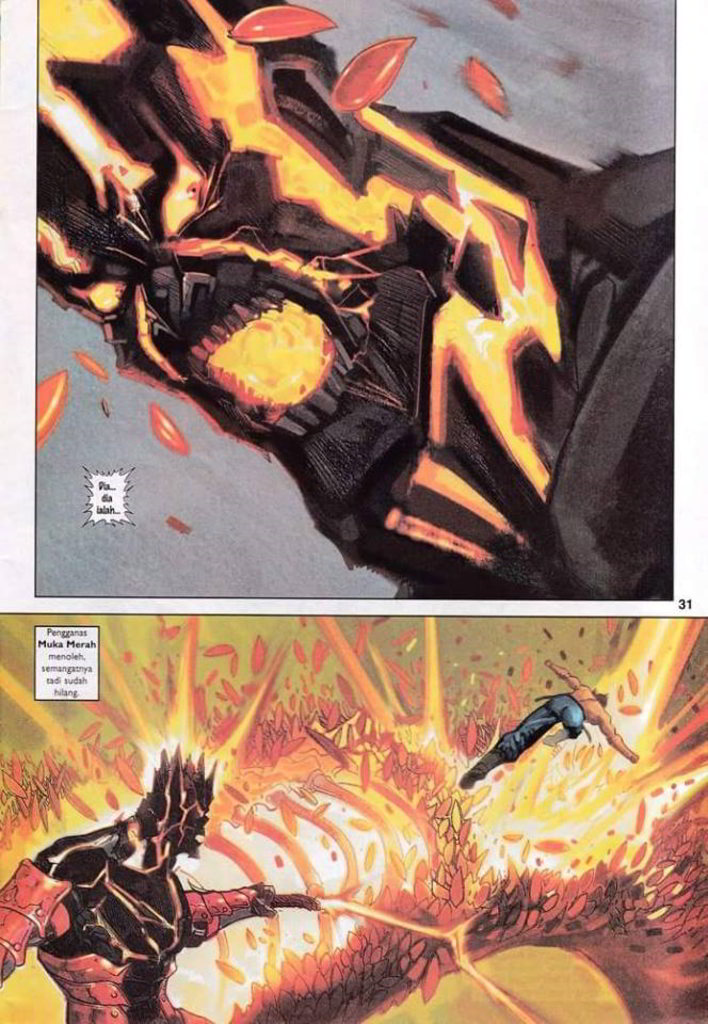 Dia...
dia
ialah...
31
Pengganas
Muka Merah
menoleh,
semangatnya
tadi sudah
hilang.